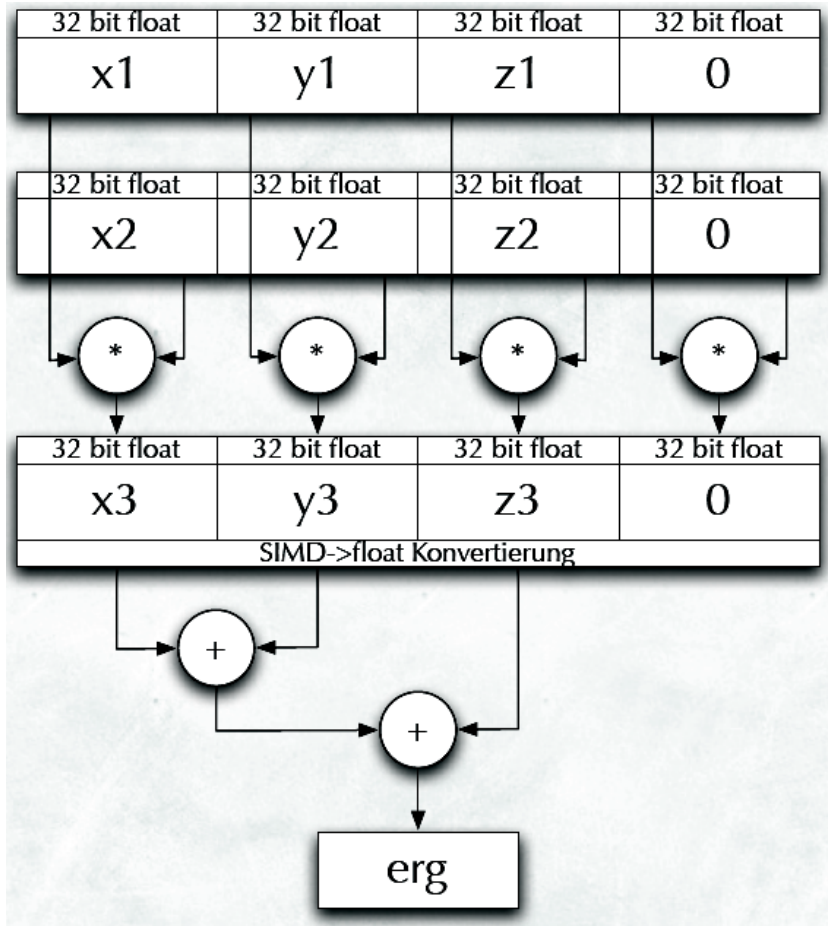 32 bit float 32 bit float 32 bit float 32 bit float
x1 y1 z1 0
32 bit float 32 bit float 32 bit float 32 bit float
x2 y2 z2 0
* * * *
32 bit float 32 bit float 32 bit float 32 bit float
x3 y3 z3 0
SIMD->float Konvertierung
+
+
erg